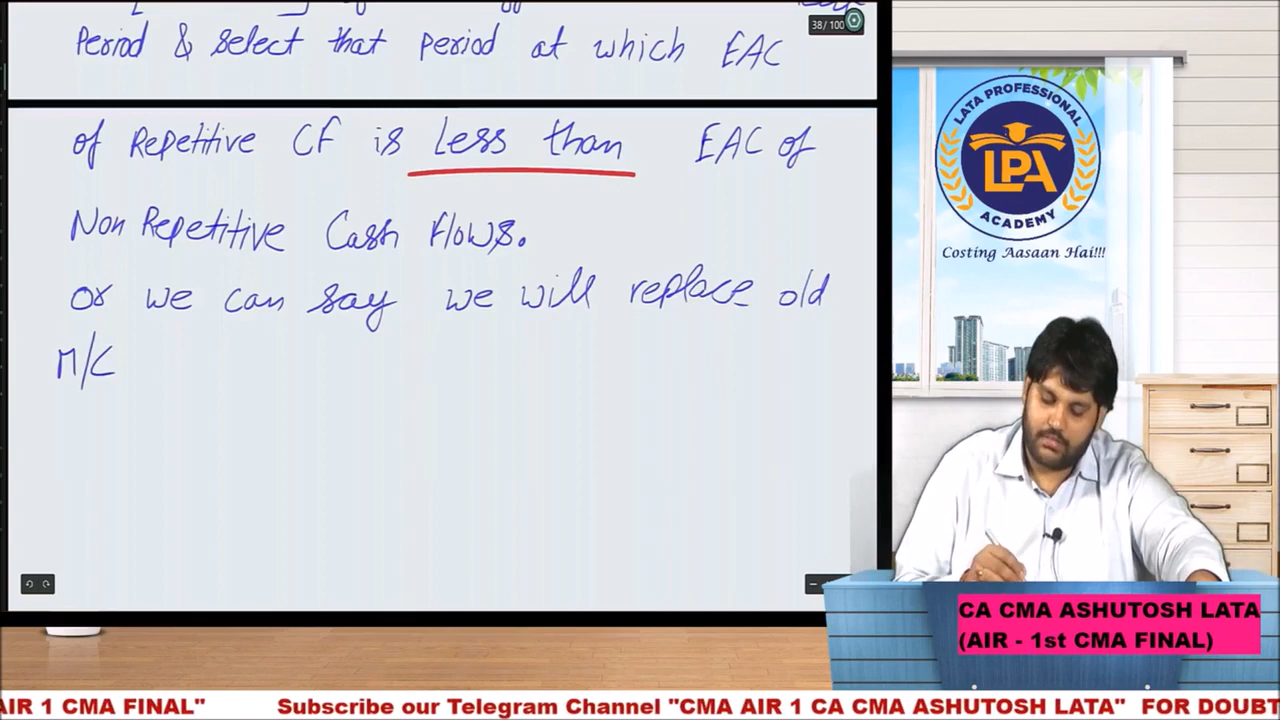 38/100
Period & select that period at which EAC
of Repetitive CF is less than EAC of
Non Repetitive Cash flows.
or we can say we will replace old
M/C
LATA PROFESSIONAL
LPA
ACADEMY
Costing Aasaan Hai!!!
CA CMA ASHUTOSH LATA
(AIR - 1st CMA FINAL)
AIR 1 CMA FINAL" Subscribe our Telegram Channel "CMA AIR 1 CA CMA ASHUTOSH LATA" FOR DOUBT